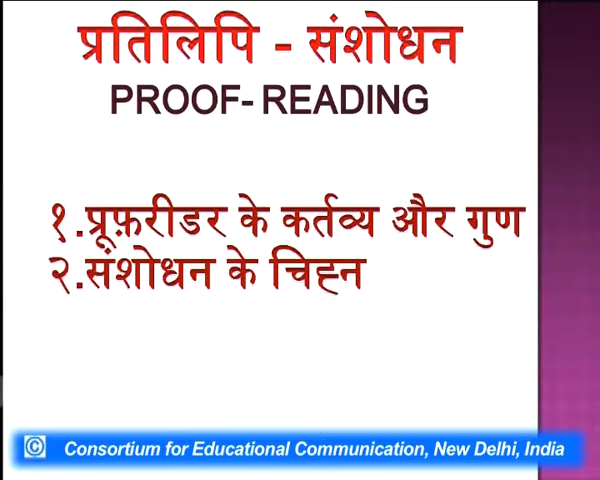 प्रतिलिपि - संशोधन
PROOF- READING
१.प्रूफ़रीडर के कर्तव्य और गुण
२.संशोधन के चिह्न
© Consortium for Educational Communication, New Delhi, India